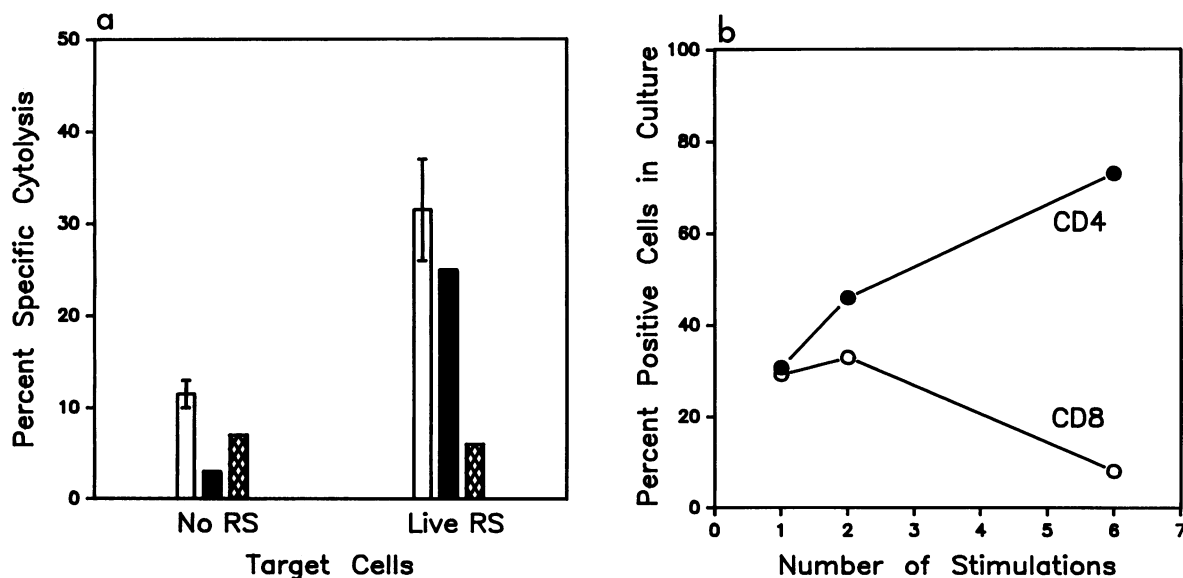 a
Percent Specific Cytolysis
50
40
30
20
10
0
No RS
Live RS
Target Cells
b
Percent Positive Cells in Culture
100
80
60
40
20
0
CD4
CD8
0 1 2 3 4 5 6 7
Number of Stimulations